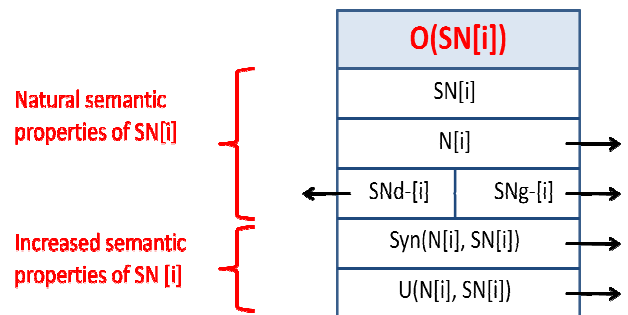 O(SN[i])
Natural semantic
properties of SN[i]
SN[i]
N[i]
SNd-[i] SNg-[i]
Increased semantic
properties of SN [i]
Syn(N[i], SN[i])
U(N[i], SN[i])